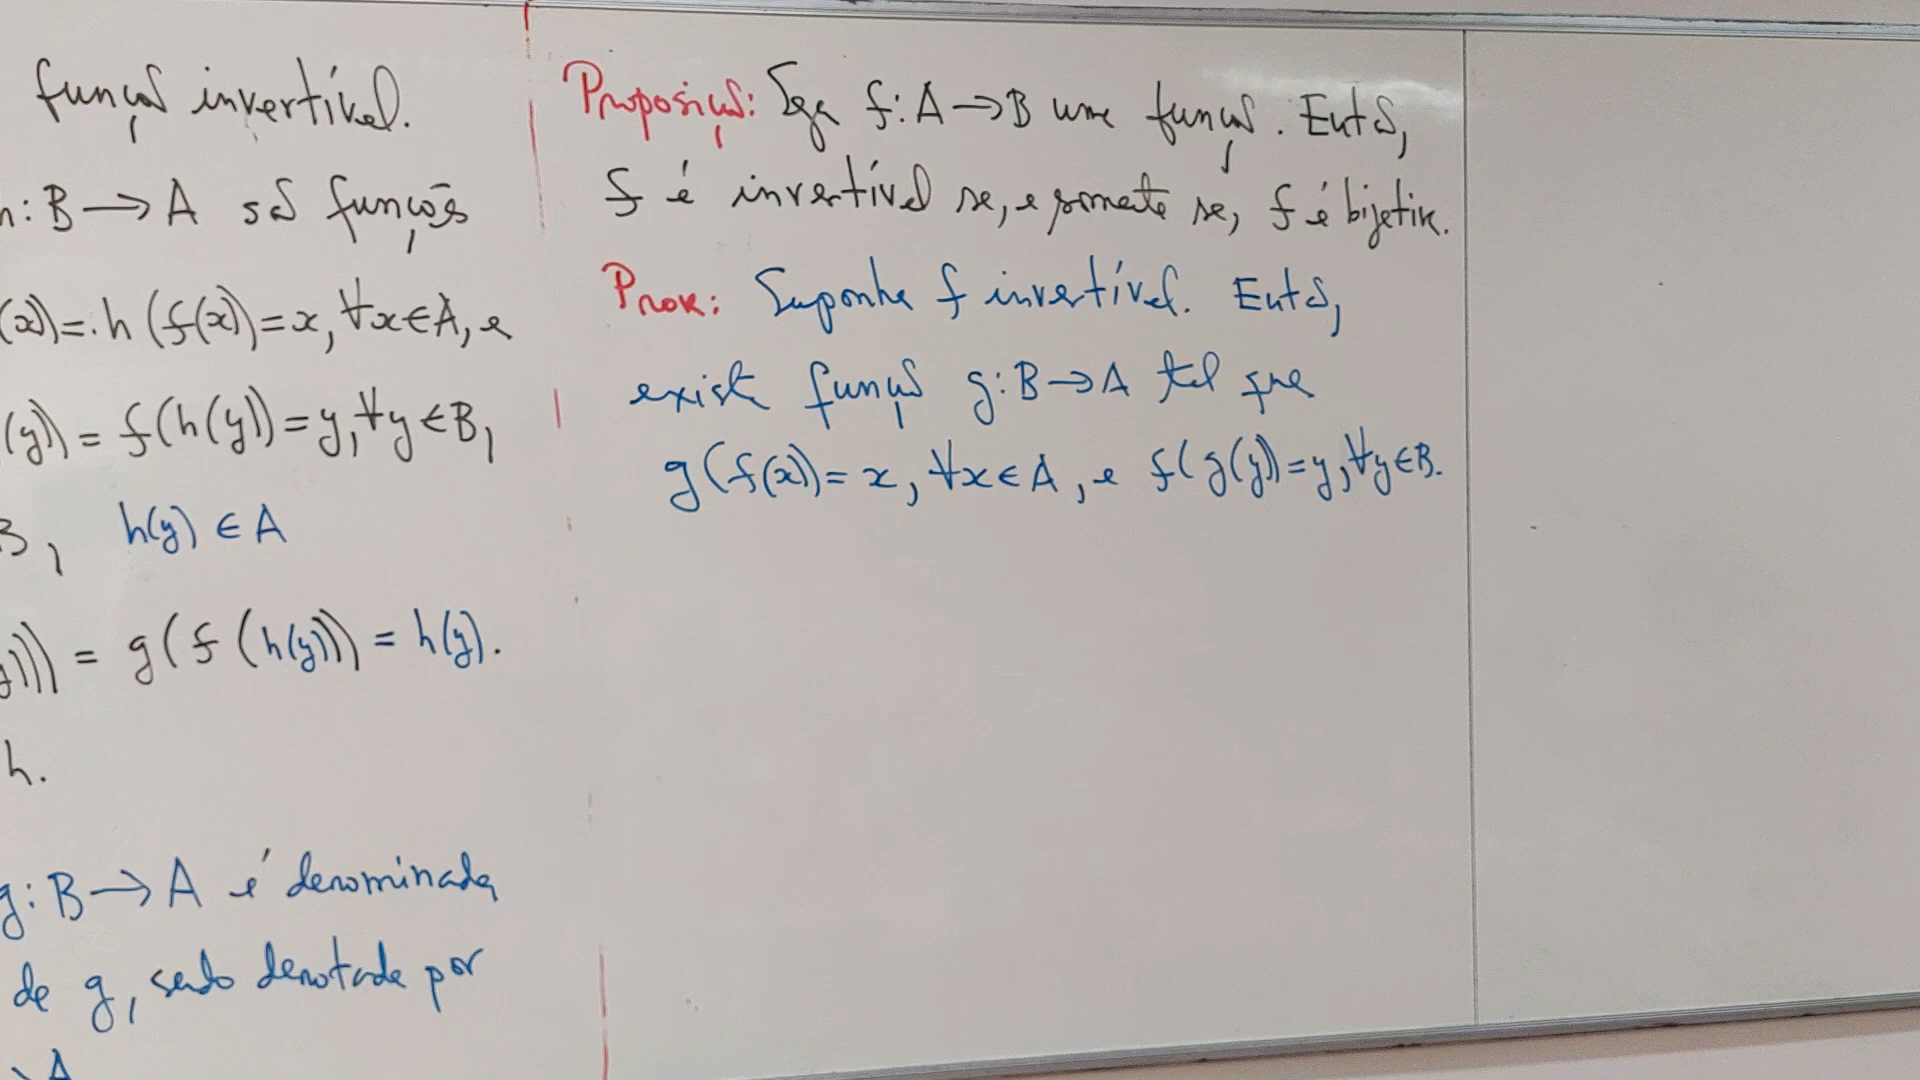 função invertível.
h: B → A são funções
(x)) = h(f(x)) = x, ∀x ∈ A, e
(y)) = f(h(y)) = y, ∀y ∈ B,
B, h(y) ∈ A
))) = g(f(h(y))) = h(y).
h.
g: B → A é denominada
de g, sendo denotada por
→ A
Proposição: Seja f: A → B uma função. Então,
f é invertível se, e somente se, f é bijetiva.
Prova: Suponha f invertível. Então,
existe função g: B → A tal que
g(f(x)) = x, ∀x ∈ A, e f(g(y)) = y, ∀y ∈ B.